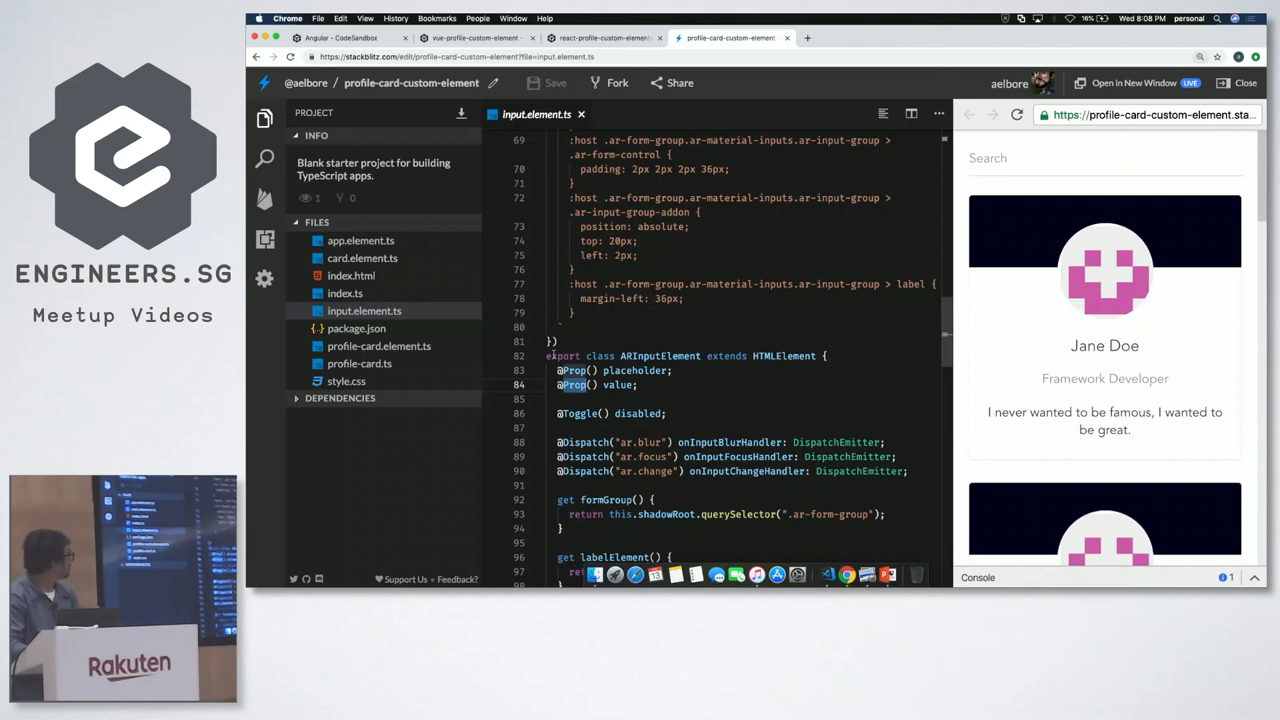 ENGINEERS.SG
Meetup Videos
Rakuten
Chrome File Edit View History Bookmarks People Window Help
16% Wed 8:08 PM personal
Angular - CodeSandbox
vue-profile-custom-element -
react-profile-custom-elements
profile-card-custom-element
https://stackblitz.com/edit/profile-card-custom-element?file=input.element.ts
@aelbore / profile-card-custom-element
Save
Fork
Share
aelbore
Open in New Window LIVE
Close
PROJECT
INFO
Blank starter project for building
TypeScript apps.
1 0
FILES
app.element.ts
card.element.ts
index.html
index.ts
input.element.ts
package.json
profile-card.element.ts
profile-card.ts
style.css
DEPENDENCIES
Support Us Feedback?
input.element.ts
69 :host .ar-form-group.ar-material-inputs.ar-input-group >
.ar-form-control {
70 padding: 2px 2px 2px 36px;
71 }
72 :host .ar-form-group.ar-material-inputs.ar-input-group >
.ar-input-group-addon {
73 position: absolute;
74 top: 20px;
75 left: 2px;
76 }
77 :host .ar-form-group.ar-material-inputs.ar-input-group > label {
78 margin-left: 36px;
79 }
80 `
81 })
82 export class ARInputElement extends HTMLElement {
83 @Prop() placeholder;
84 @Prop() value;
85
86 @Toggle() disabled;
87
88 @Dispatch("ar.blur") onInputBlurHandler: DispatchEmitter;
89 @Dispatch("ar.focus") onInputFocusHandler: DispatchEmitter;
90 @Dispatch("ar.change") onInputChangeHandler: DispatchEmitter;
91
92 get formGroup() {
93 return this.shadowRoot.querySelector(".ar-form-group");
94 }
95
96 get labelElement() {
97
98
https://profile-card-custom-element.sta...
Search
Jane Doe
Framework Developer
I never wanted to be famous, I wanted to
be great.
Console
1